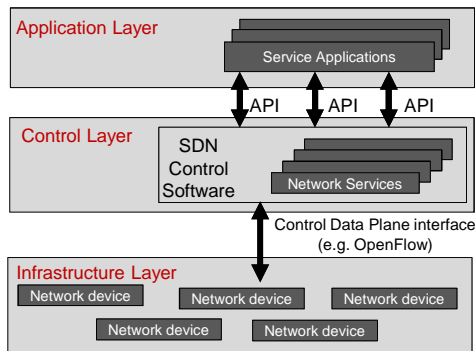 Application Layer
Service Applications
API API API
Control Layer
SDN
Control
Software
Network Services
Control Data Plane interface
(e.g. OpenFlow)
Infrastructure Layer
Network device Network device Network device
Network device Network device